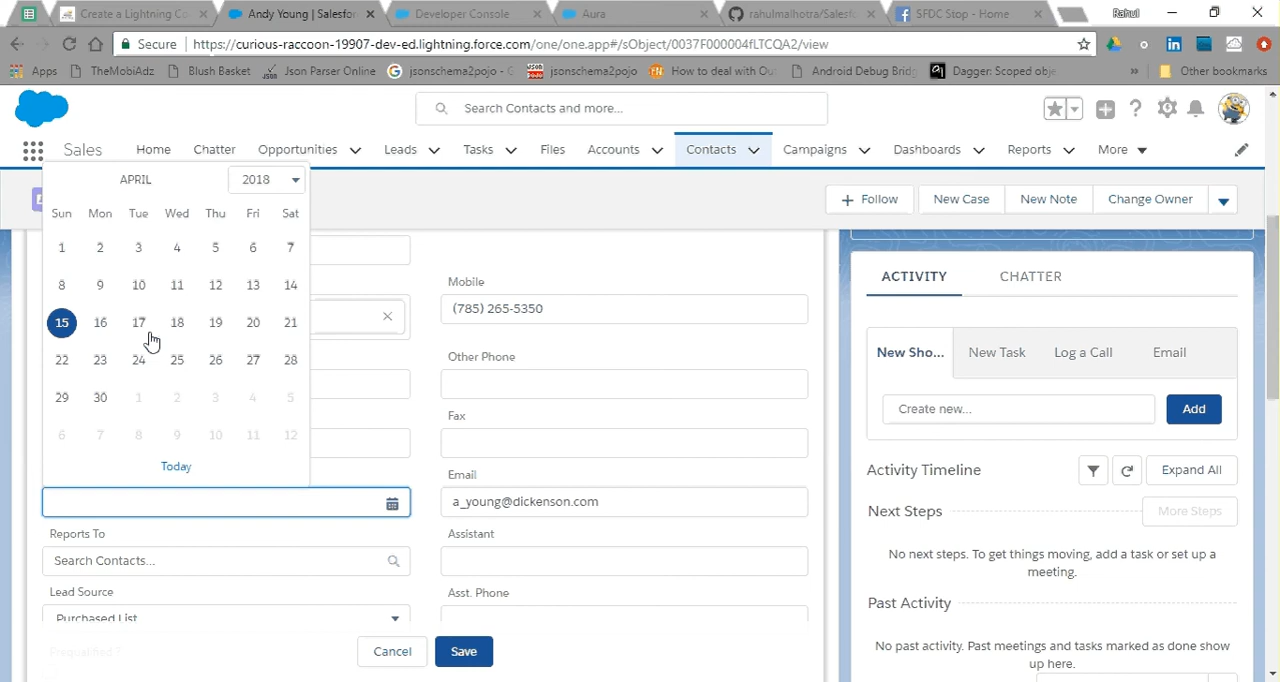 Create a Lightning Co
Andy Young | Salesfor
Developer Console
Aura
rahulmalhotra/Salesf
SFDC Stop - Home
Rahul
Secure
https://curious-raccoon-19907-dev-ed.lightning.force.com/one/one.app#/sObject/0037F000004fLTCQA2/view
Apps
TheMobiAdz
Blush Basket
Json Parser Online
jsonschema2pojo - G
jsonschema2pojo
How to deal with Ou
Android Debug Bridg
Dagger: Scoped obje
»
Other bookmarks
Search Contacts and more...
Sales
Home
Chatter
Opportunities
Leads
Tasks
Files
Accounts
Contacts
Campaigns
Dashboards
Reports
More
+ Follow
New Case
New Note
Change Owner
APRIL
2018
Sun Mon Tue Wed Thu Fri Sat
1 2 3 4 5 6 7
8 9 10 11 12 13 14
15 16 17 18 19 20 21
22 23 24 25 26 27 28
29 30 1 2 3 4 5
6 7 8 9 10 11 12
Today
Reports To
Search Contacts...
Lead Source
Purchased List
Mobile
(785) 265-5350
Other Phone
Fax
Email
a_young@dickenson.com
Assistant
Asst. Phone
Cancel
Save
ACTIVITY
CHATTER
New Sho...
New Task
Log a Call
Email
Create new...
Add
Activity Timeline
Expand All
Next Steps
More Steps
No next steps. To get things moving, add a task or set up a
meeting.
Past Activity
No past activity. Past meetings and tasks marked as done show
up here.